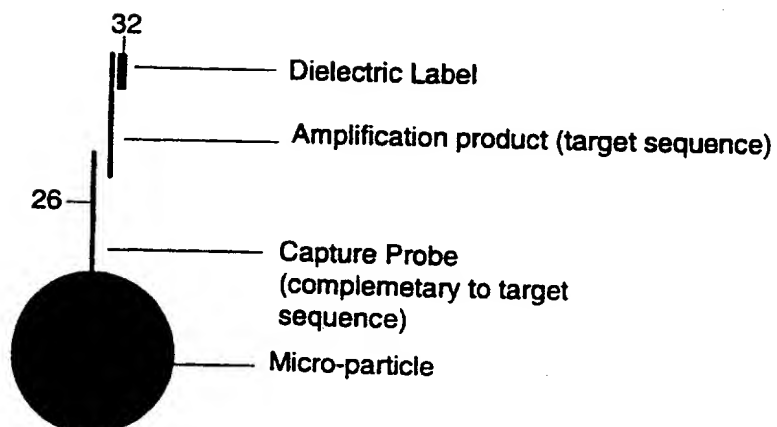 32
Dielectric Label
Amplification product (target sequence)
26
Capture Probe
(complemetary to target
sequence)
Micro-particle